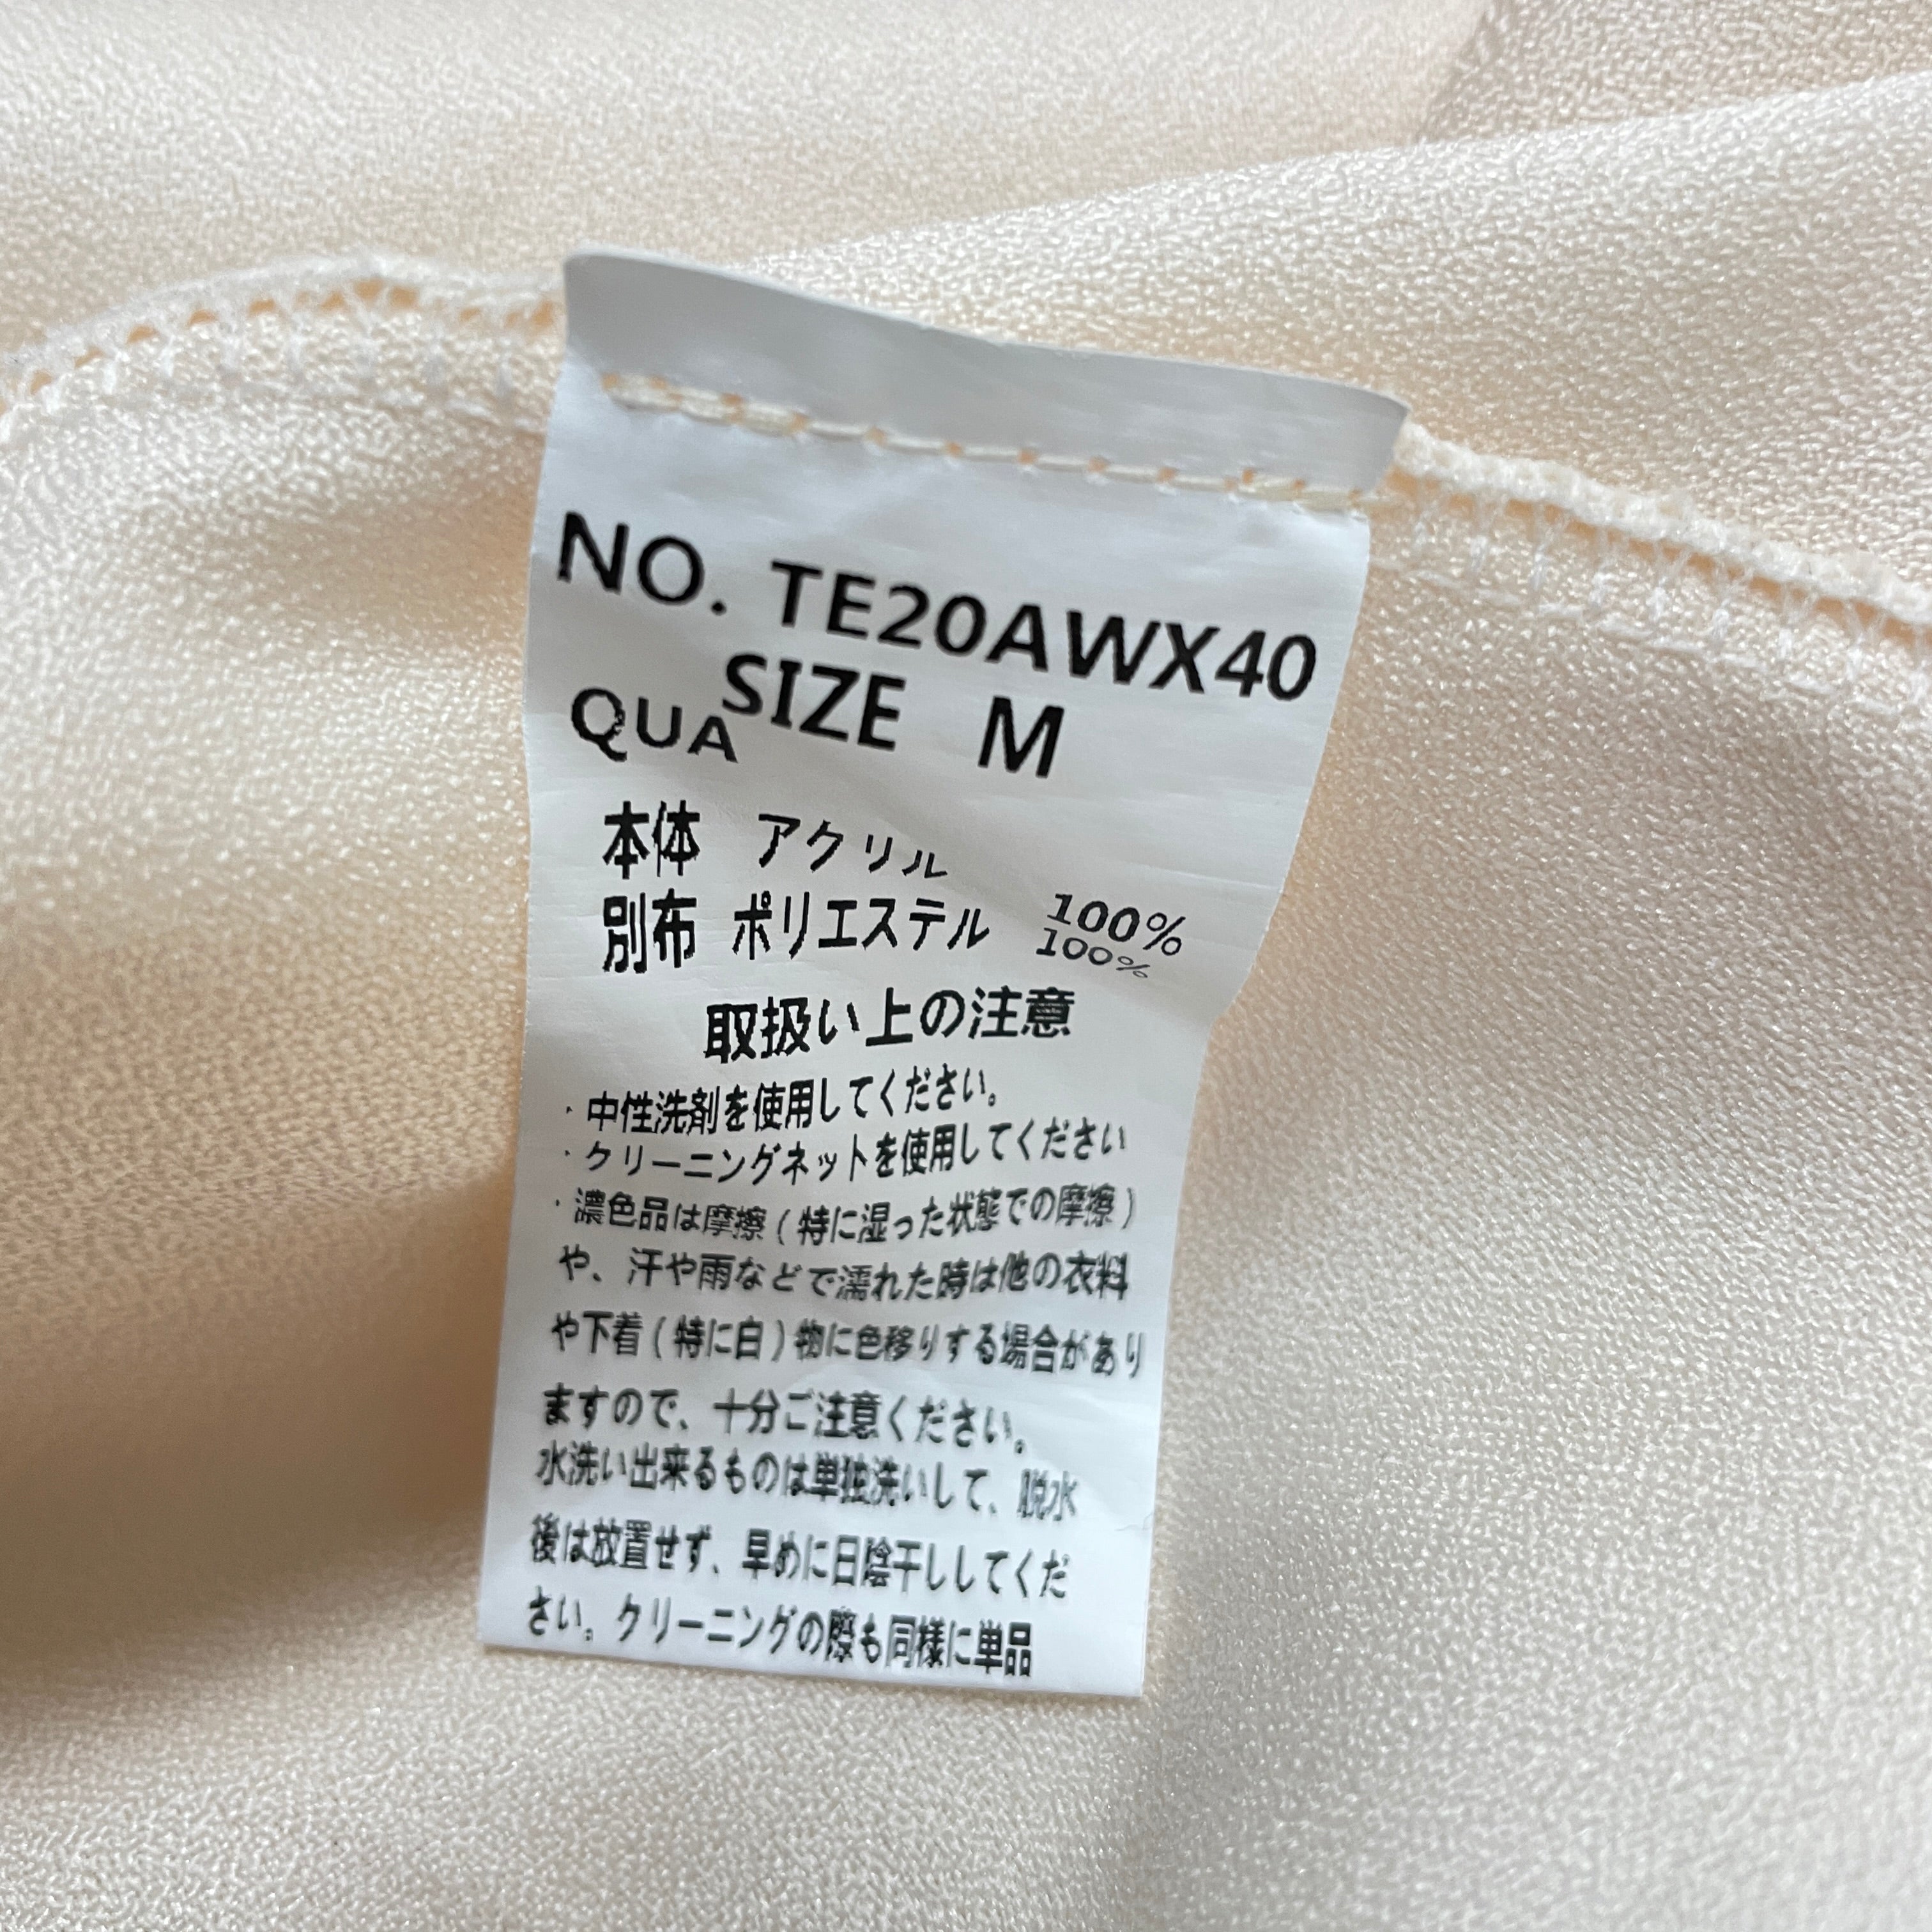 NO. TE20AWX40
SIZE M
QUA
本体 アクリル 100%
別布 ポリエステル 100%
取扱い上の注意
・中性洗剤を使用してください。
・クリーニングネットを使用してください
・濃色品は摩擦(特に湿った状態での摩擦)
や、汗や雨などで濡れた時は他の衣料
や下着(特に白)物に色移りする場合があり
ますので、十分ご注意ください。
水洗い出来るものは単独洗いして、脱水
後は放置せず、早めに日陰干ししてくだ
さい。クリーニングの際も同様に単品